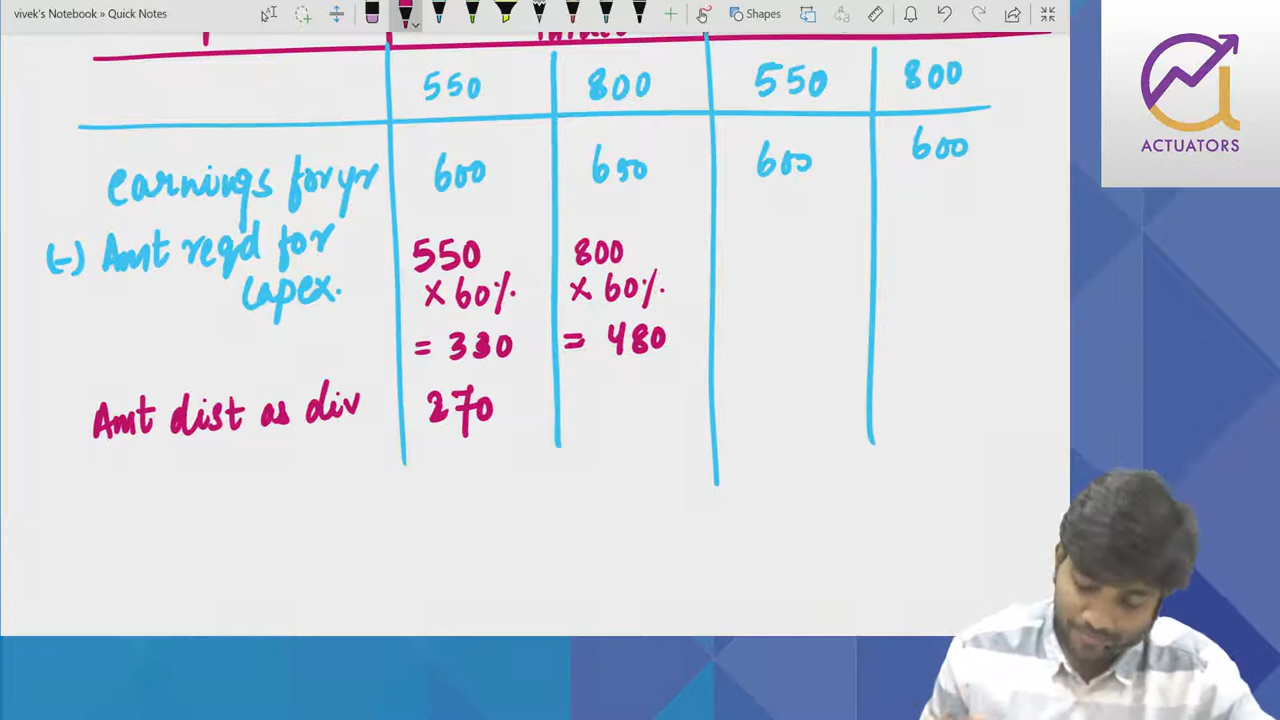 vivek's Notebook » Quick Notes
Shapes
ACTUATORS
550 800 550 800
earnings for yr 600 600 600 600
(-) Amt reqd for 550 800
capex. × 60% × 60%
= 330 = 480
Amt dist as div 270